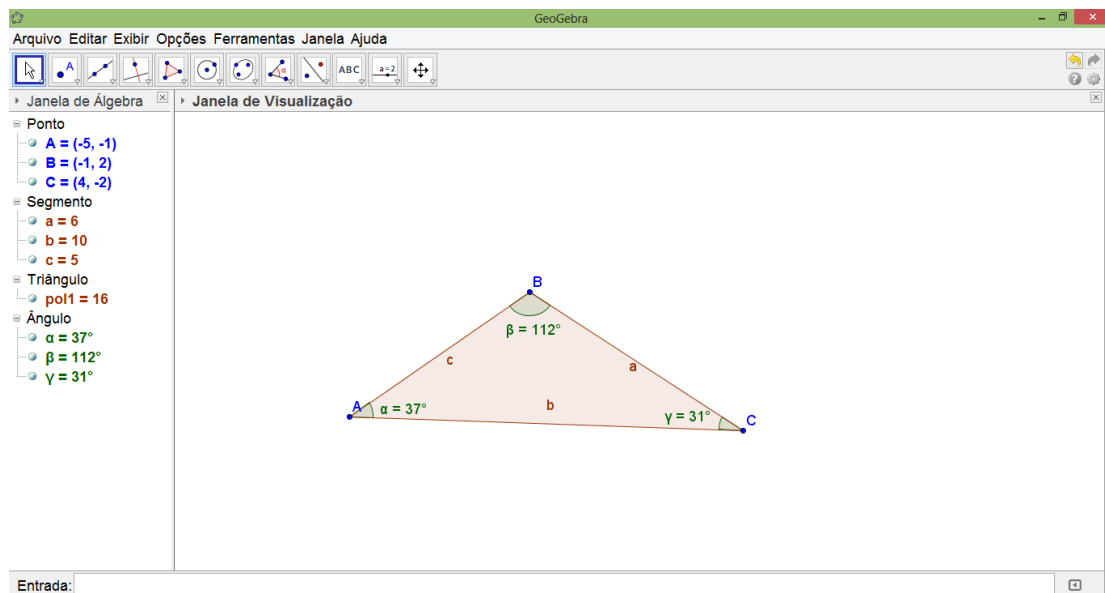 GeoGebra
Arquivo Editar Exibir Opções Ferramentas Janela Ajuda
A
α
ABC
a=2
Janela de Álgebra
Janela de Visualização
Ponto
A = (-5, -1)
B = (-1, 2)
C = (4, -2)
Segmento
a = 6
b = 10
c = 5
Triângulo
pol1 = 16
Ângulo
α = 37°
β = 112°
γ = 31°
B
β = 112°
c
a
A
α = 37°
b
γ = 31°
C
Entrada: